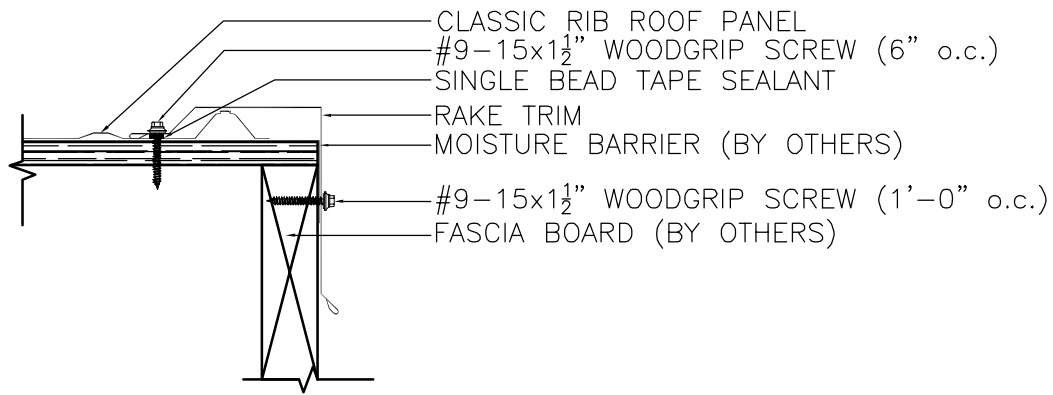 CLASSIC RIB ROOF PANEL
#9-15x1½" WOODGRIP SCREW (6" o.c.)
SINGLE BEAD TAPE SEALANT
RAKE TRIM
MOISTURE BARRIER (BY OTHERS)
#9-15x1½" WOODGRIP SCREW (1'-0" o.c.)
FASCIA BOARD (BY OTHERS)